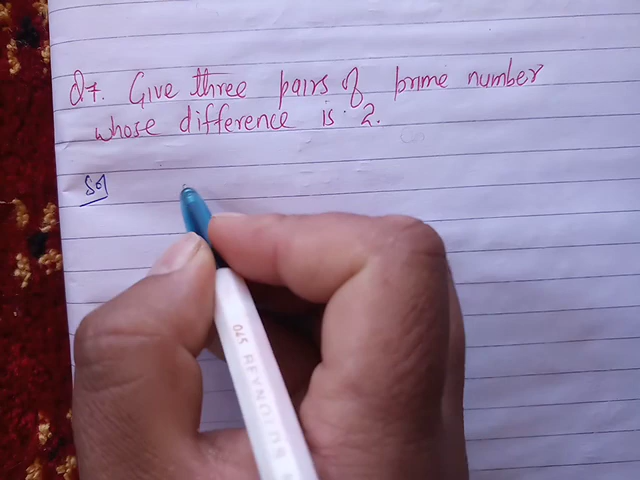 Q7. Give three pairs of prime number
whose difference is 2.
Sol
045 REYNOLDS